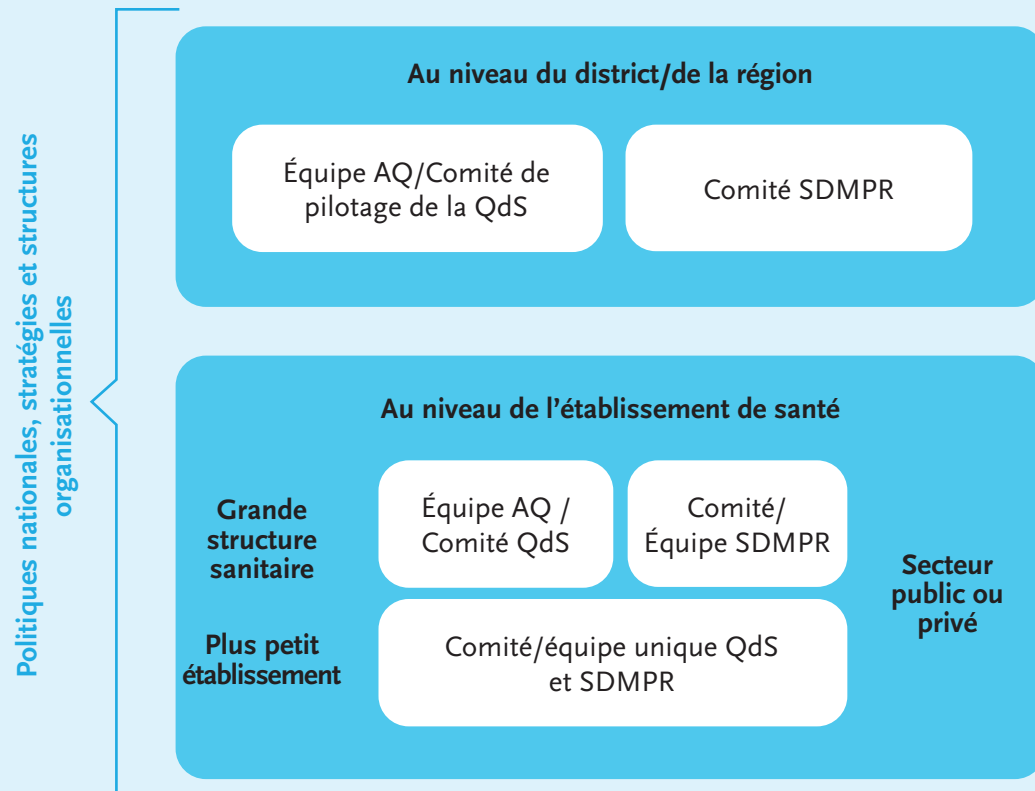 Politiques nationales, stratégies et structures
organisationnelles
Au niveau du district/de la région
Équipe AQ/Comité de
pilotage de la QdS
Comité SDMPR
Au niveau de l’établissement de santé
Grande
structure
sanitaire
Équipe AQ /
Comité QdS
Comité/
Équipe SDMPR
Plus petit
établissement
Comité/équipe unique QdS
et SDMPR
Secteur
public ou
privé